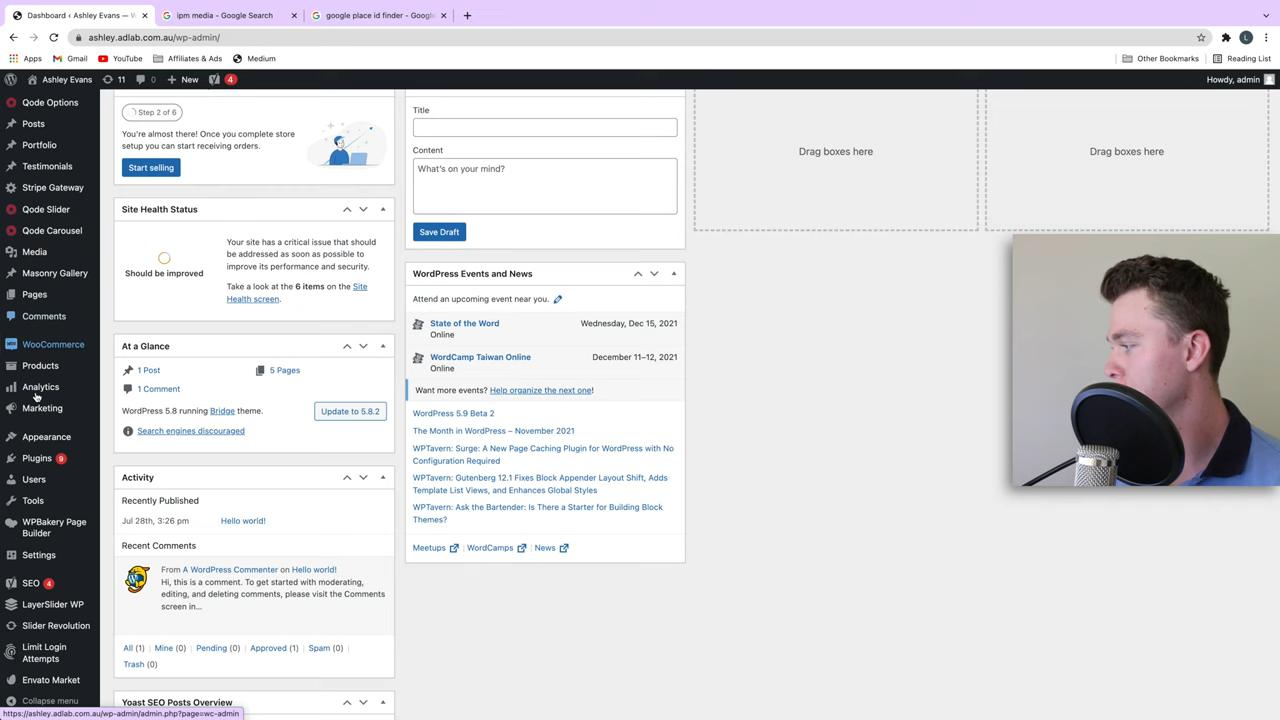 Dashboard ‹ Ashley Evans — W
ipm media - Google Search
google place id finder - Google
ashley.adlab.com.au/wp-admin/
L
Apps
Gmail
YouTube
Affiliates & Ads
Medium
Other Bookmarks
Reading List
Ashley Evans
11
0
New
4
Howdy, admin
Qode Options
Posts
Portfolio
Testimonials
Stripe Gateway
Qode Slider
Qode Carousel
Media
Masonry Gallery
Pages
Comments
WooCommerce
Products
Analytics
Marketing
Appearance
Plugins 9
Users
Tools
WPBakery Page
Builder
Settings
SEO 4
LayerSlider WP
Slider Revolution
Limit Login
Attempts
Envato Market
Collapse menu
Step 2 of 6
You're almost there! Once you complete store
setup you can start receiving orders.
Start selling
Site Health Status
Should be improved
Your site has a critical issue that should
be addressed as soon as possible to
improve its performance and security.
Take a look at the 6 items on the Site
Health screen.
At a Glance
1 Post
5 Pages
1 Comment
WordPress 5.8 running Bridge theme.
Update to 5.8.2
Search engines discouraged
Activity
Recently Published
Jul 28th, 3:26 pm
Hello world!
Recent Comments
From A WordPress Commenter on Hello world!
Hi, this is a comment. To get started with moderating,
editing, and deleting comments, please visit the Comments
screen in…
All (1) | Mine (0) | Pending (0) | Approved (1) | Spam (0) |
Trash (0)
Yoast SEO Posts Overview
Title
Content
What's on your mind?
Save Draft
WordPress Events and News
Attend an upcoming event near you.
State of the Word
Wednesday, Dec 15, 2021
Online
WordCamp Taiwan Online
December 11–12, 2021
Online
Want more events? Help organize the next one!
WordPress 5.9 Beta 2
The Month in WordPress – November 2021
WPTavern: Surge: A New Page Caching Plugin for WordPress with No
Configuration Required
WPTavern: Gutenberg 12.1 Fixes Block Appender Layout Shift, Adds
Template List Views, and Enhances Global Styles
WPTavern: Ask the Bartender: Is There a Starter for Building Block
Themes?
Meetups | WordCamps | News
Drag boxes here
Drag boxes here
https://ashley.adlab.com.au/wp-admin/admin.php?page=wc-admin